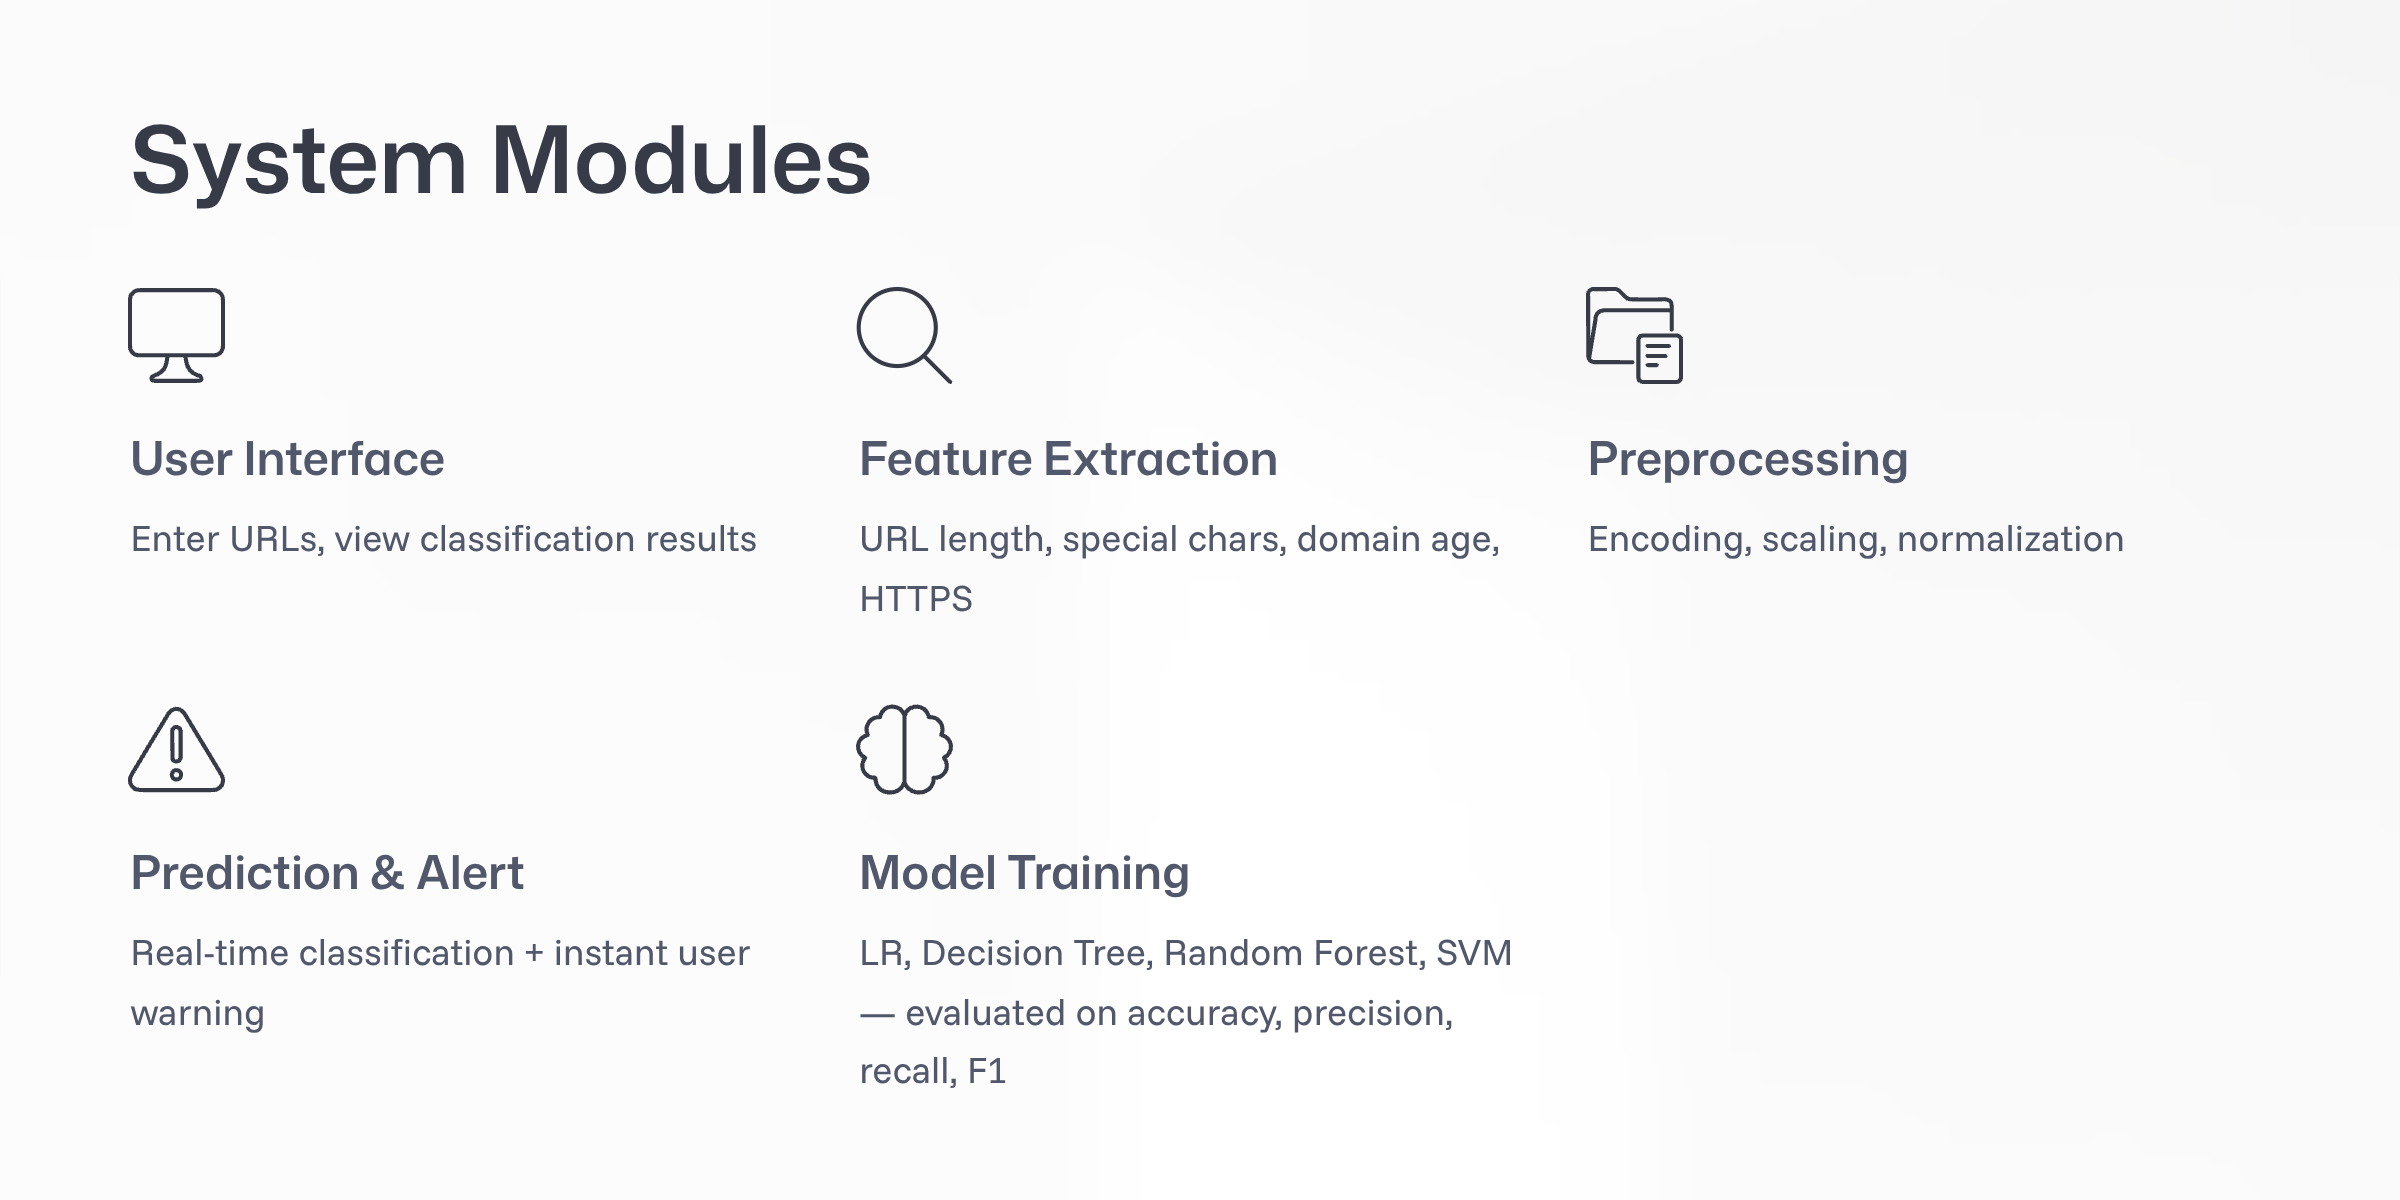 System Modules
User Interface
Enter URLs, view classification results
Feature Extraction
URL length, special chars, domain age,
HTTPS
Preprocessing
Encoding, scaling, normalization
Prediction & Alert
Real-time classification + instant user
warning
Model Training
LR, Decision Tree, Random Forest, SVM
— evaluated on accuracy, precision,
recall, F1